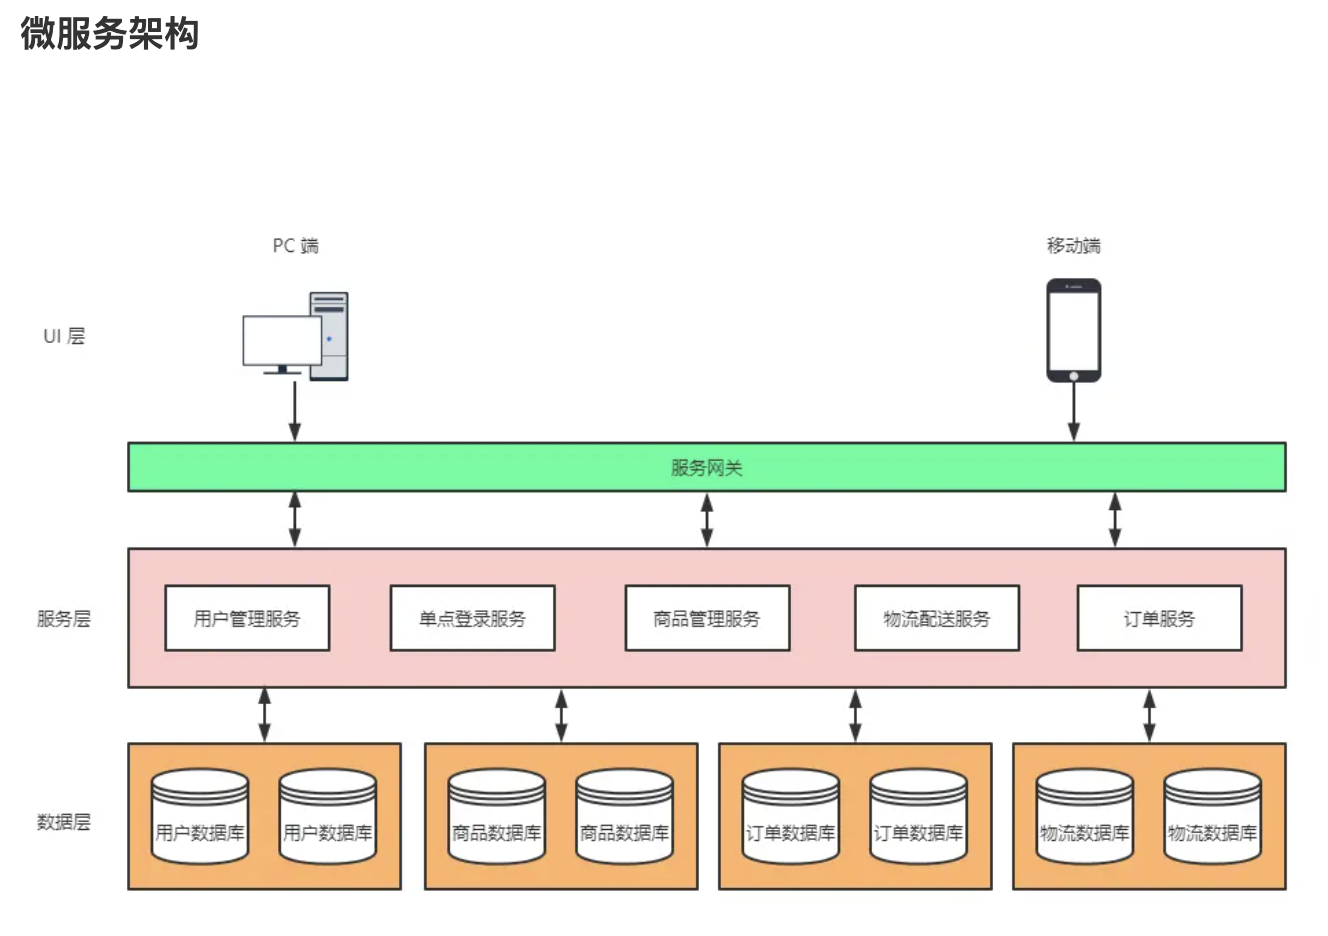 微服务架构
PC 端
移动端
UI 层
服务网关
服务层
用户管理服务
单点登录服务
商品管理服务
物流配送服务
订单服务
数据层
用户数据库
用户数据库
商品数据库
商品数据库
订单数据库
订单数据库
物流数据库
物流数据库